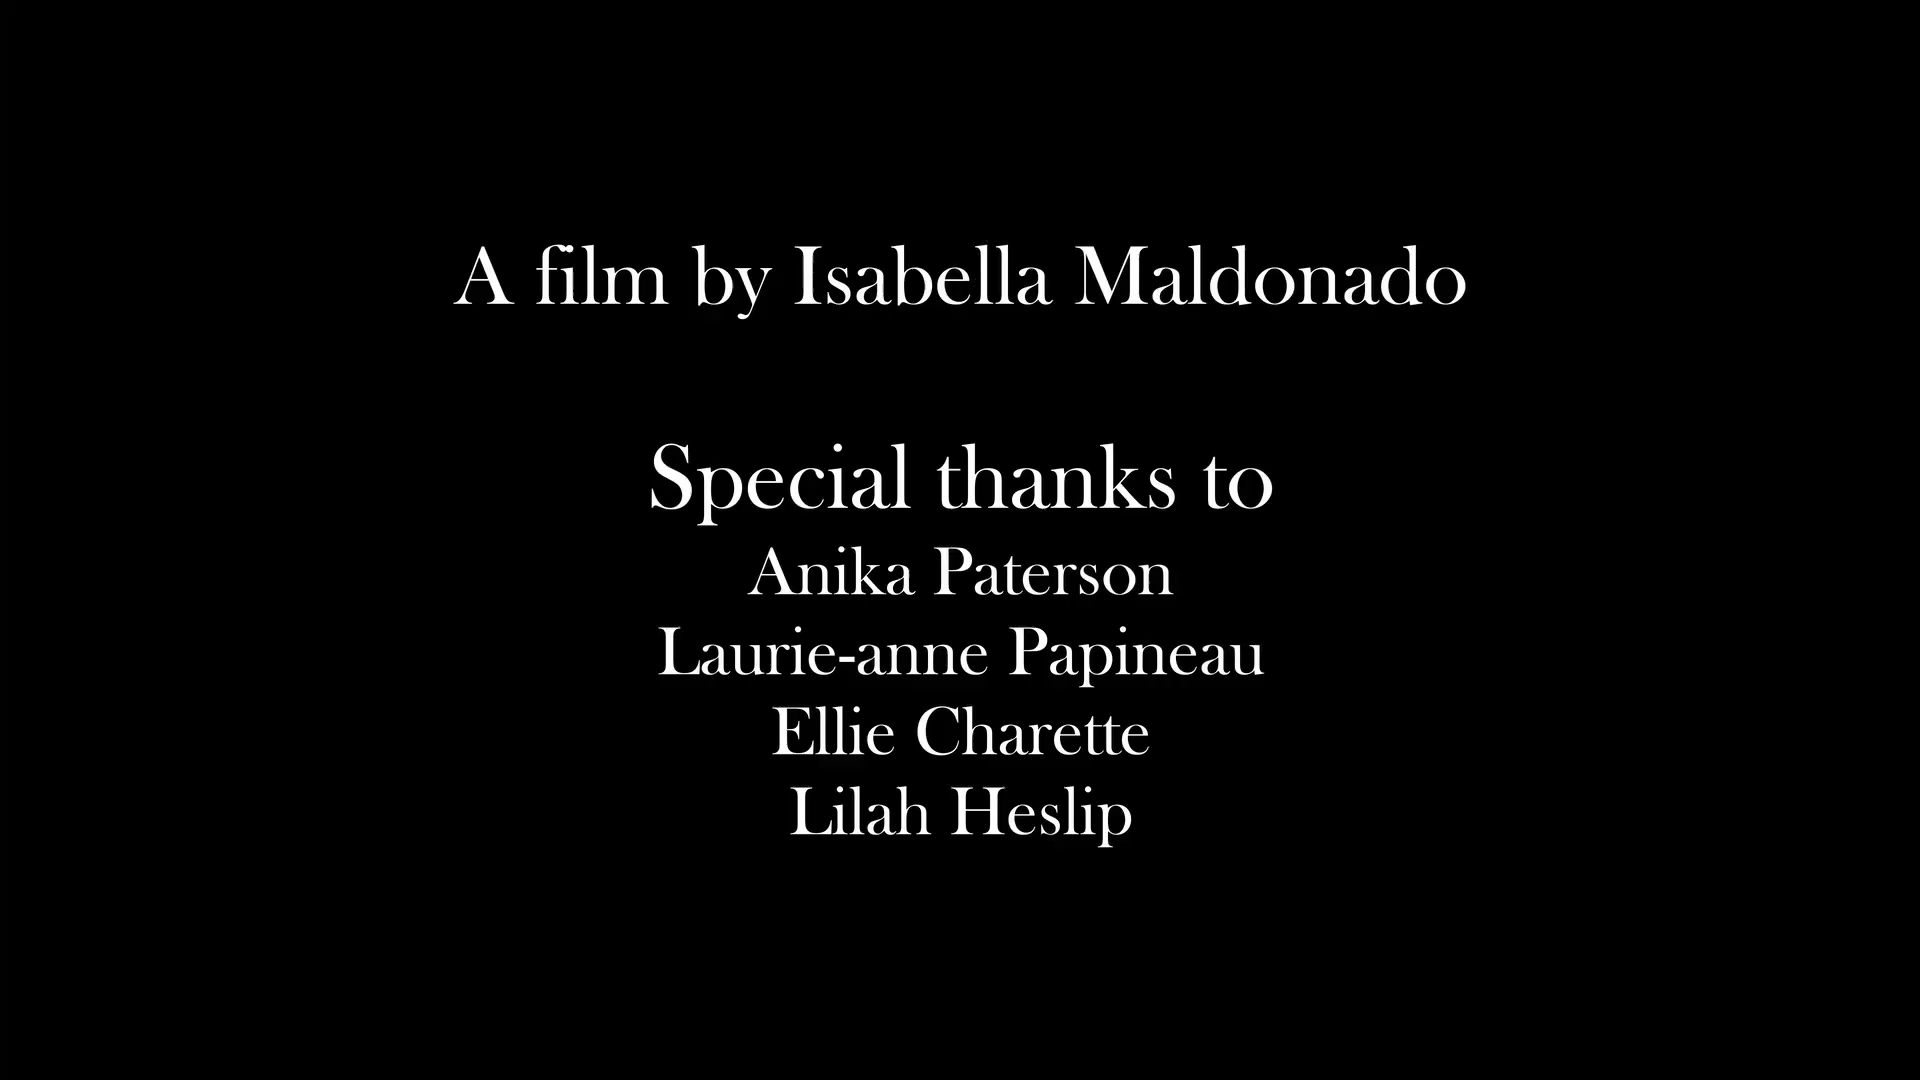 A film by Isabella Maldonado
Special thanks to
Anika Paterson
Laurie-anne Papineau
Ellie Charette
Lilah Heslip